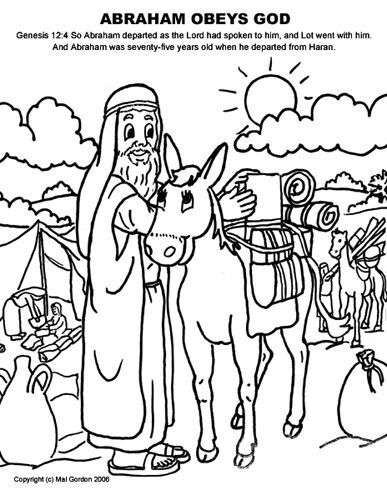 ABRAHAM OBEYS GOD
Genesis 12:4 So Abraham departed as the Lord had spoken to him, and Lot went with him.
And Abraham was seventy-five years old when he departed from Haran.
Copyright (c) Mal Gordon 2006